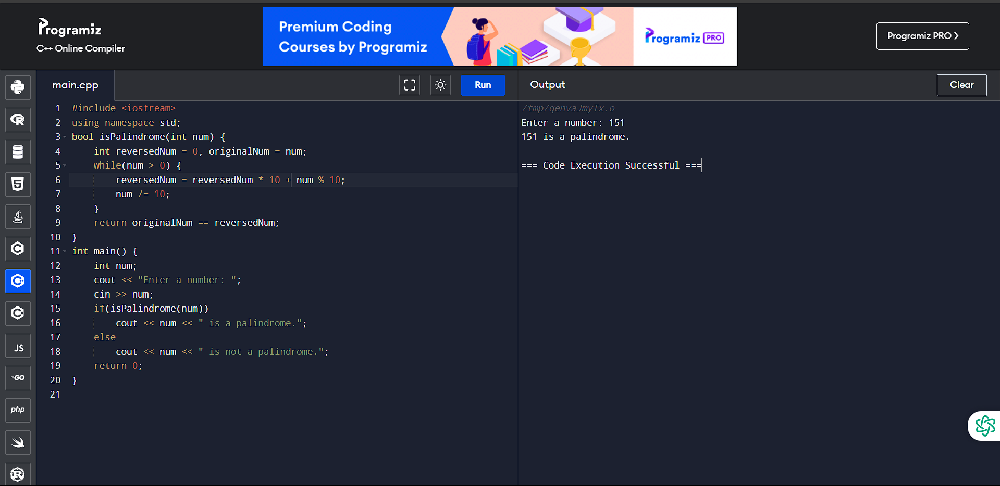 Programiz
C++ Online Compiler
Premium Coding
Courses by Programiz
Programiz PRO
Programiz PRO ❯
main.cpp
Run
Output
Clear
1 #include <iostream>
2 using namespace std;
3 bool isPalindrome(int num) {
4     int reversedNum = 0, originalNum = num;
5     while(num > 0) {
6         reversedNum = reversedNum * 10 + num % 10;
7         num /= 10;
8     }
9     return originalNum == reversedNum;
10 }
11 int main() {
12     int num;
13     cout << "Enter a number: ";
14     cin >> num;
15     if(isPalindrome(num))
16         cout << num << " is a palindrome.";
17     else
18         cout << num << " is not a palindrome.";
19     return 0;
20 }
21
/tmp/qenvaJmyTx.o
Enter a number: 151
151 is a palindrome.
=== Code Execution Successful ===
R
5
C
C++
C#
JS
GO
php
R